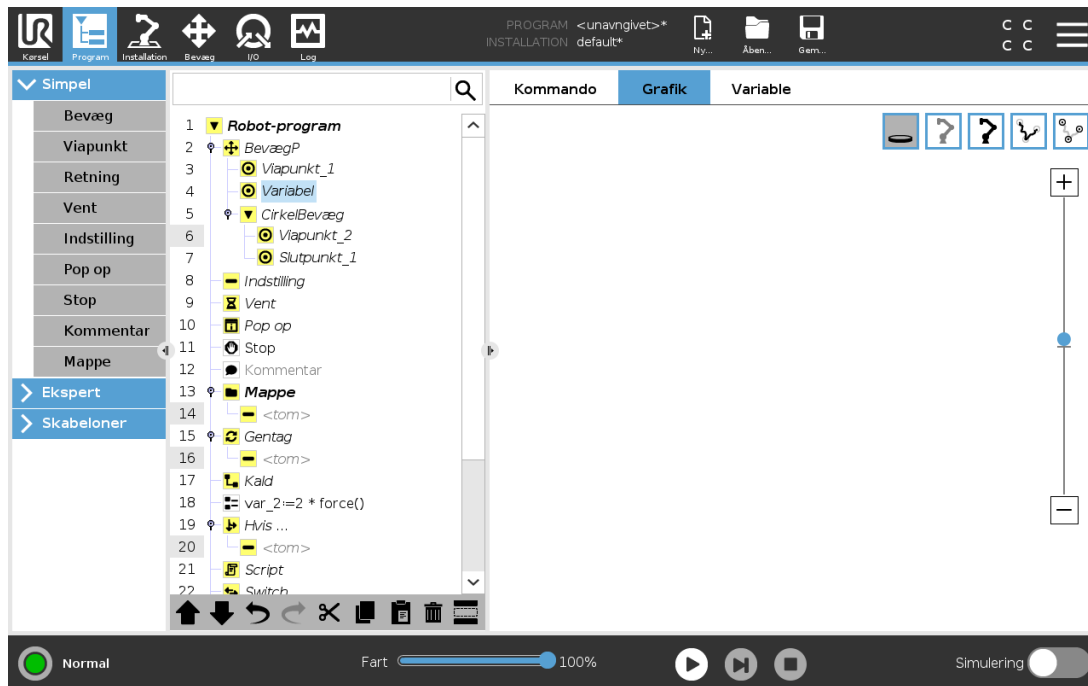 PROGRAM <unavngivet>*
INSTALLATION default*
UR
Kørsel
Program
Installation
Bevæg
I/O
Log
Ny...
Åben...
Gem...
C C
C C
Simpel
Bevæg
Viapunkt
Retning
Vent
Indstilling
Pop op
Stop
Kommentar
Mappe
Ekspert
Skabeloner
1 Robot-program
2 BevægP
3 Viapunkt_1
4 Variabel
5 CirkelBevæg
6 Viapunkt_2
7 Slutpunkt_1
8 Indstilling
9 Vent
10 Pop op
11 Stop
12 Kommentar
13 Mappe
14 <tom>
15 Gentag
16 <tom>
17 Kald
18 var_2:=2 * force()
19 Hvis ...
20 <tom>
21 Script
22 Switch
Kommando
Grafik
Variable
Normal
Fart
100%
Simulering